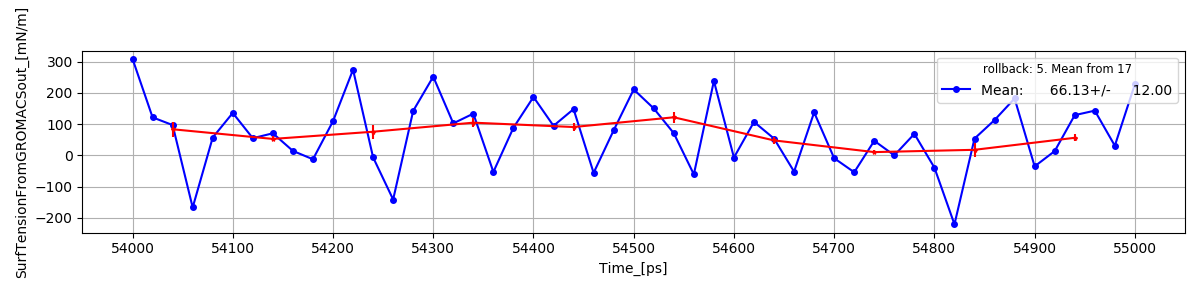 SurfTensionFromGROMACSout_[mN/m]
300
200
100
0
−100
−200
rollback: 5. Mean from 17
Mean: 66.13+/- 12.00
54000 54100 54200 54300 54400 54500 54600 54700 54800 54900 55000
Time_[ps]